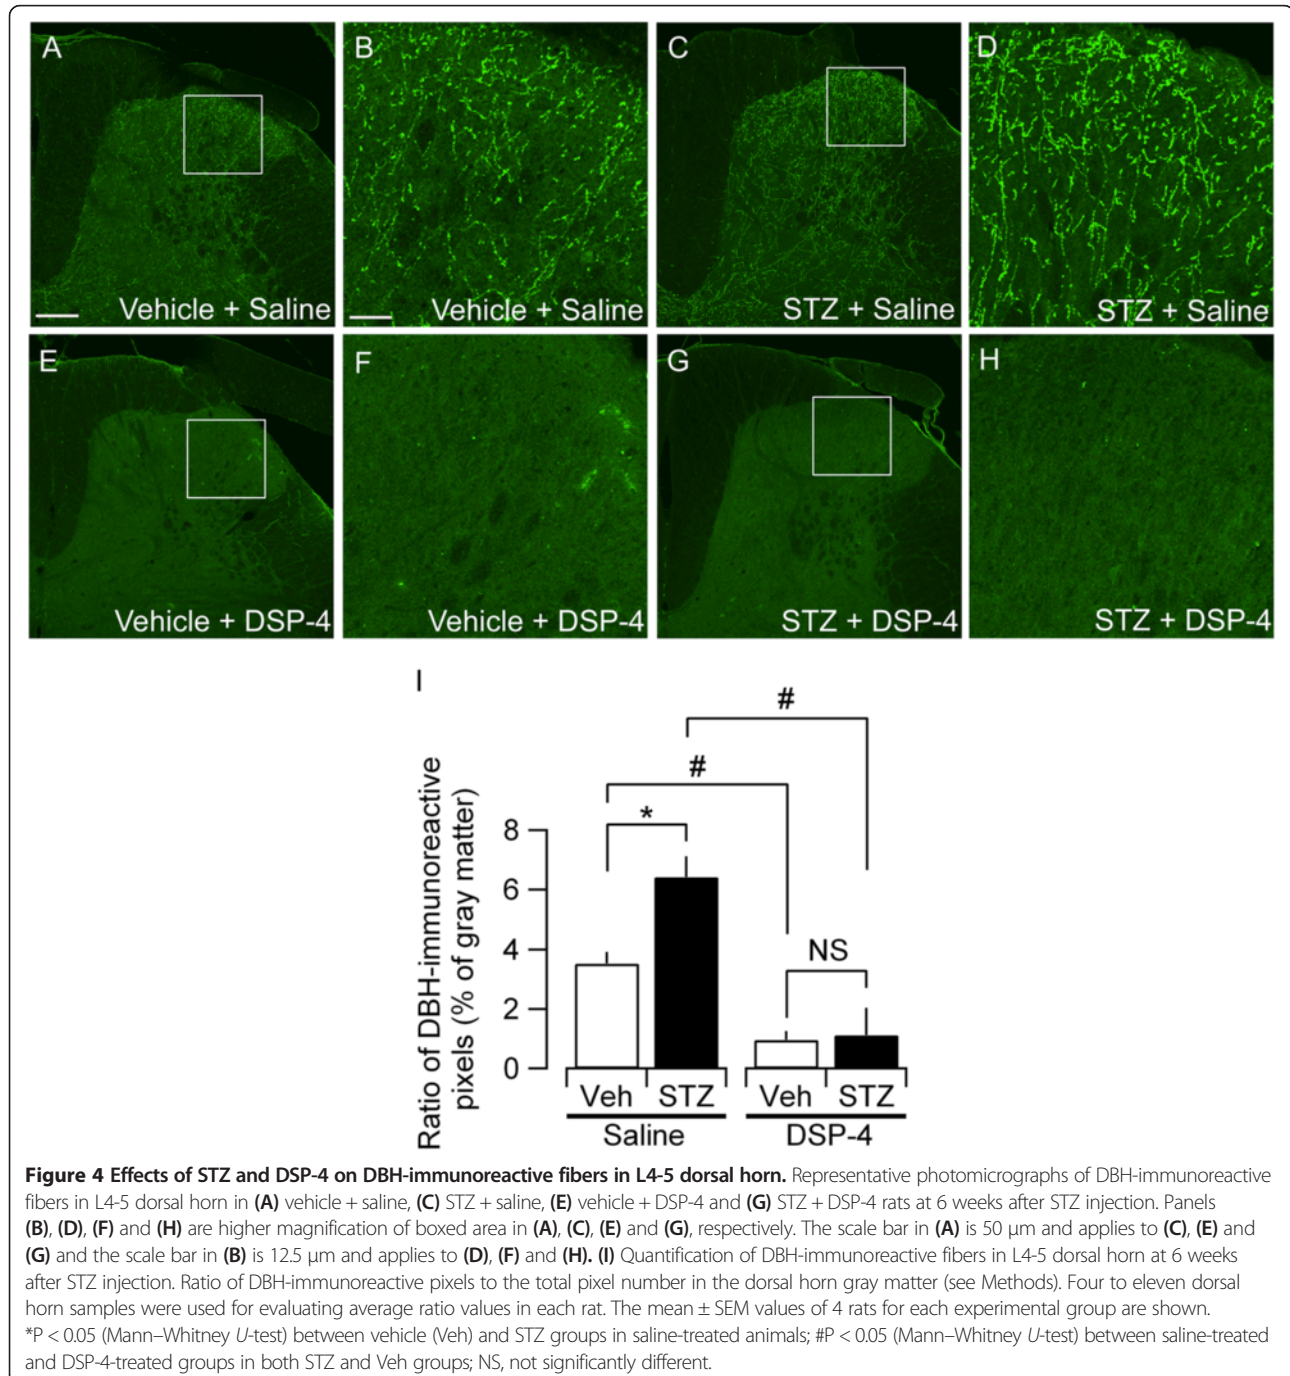 A
B
C
D
Vehicle + Saline
Vehicle + Saline
STZ + Saline
STZ + Saline
E
F
G
H
Vehicle + DSP-4
Vehicle + DSP-4
STZ + DSP-4
STZ + DSP-4
I
#
#
*
NS
Ratio of DBH-immunoreactive
pixels (% of gray matter)
8
6
4
2
0
Veh STZ Veh STZ
Saline DSP-4
Figure 4 Effects of STZ and DSP-4 on DBH-immunoreactive fibers in L4-5 dorsal horn. Representative photomicrographs of DBH-immunoreactive
fibers in L4-5 dorsal horn in (A) vehicle + saline, (C) STZ + saline, (E) vehicle + DSP-4 and (G) STZ + DSP-4 rats at 6 weeks after STZ injection. Panels
(B), (D), (F) and (H) are higher magnification of boxed area in (A), (C), (E) and (G), respectively. The scale bar in (A) is 50 μm and applies to (C), (E) and
(G) and the scale bar in (B) is 12.5 μm and applies to (D), (F) and (H). (I) Quantification of DBH-immunoreactive fibers in L4-5 dorsal horn at 6 weeks
after STZ injection. Ratio of DBH-immunoreactive pixels to the total pixel number in the dorsal horn gray matter (see Methods). Four to eleven dorsal
horn samples were used for evaluating average ratio values in each rat. The mean ± SEM values of 4 rats for each experimental group are shown.
*P < 0.05 (Mann–Whitney U-test) between vehicle (Veh) and STZ groups in saline-treated animals; #P < 0.05 (Mann–Whitney U-test) between saline-treated
and DSP-4-treated groups in both STZ and Veh groups; NS, not significantly different.